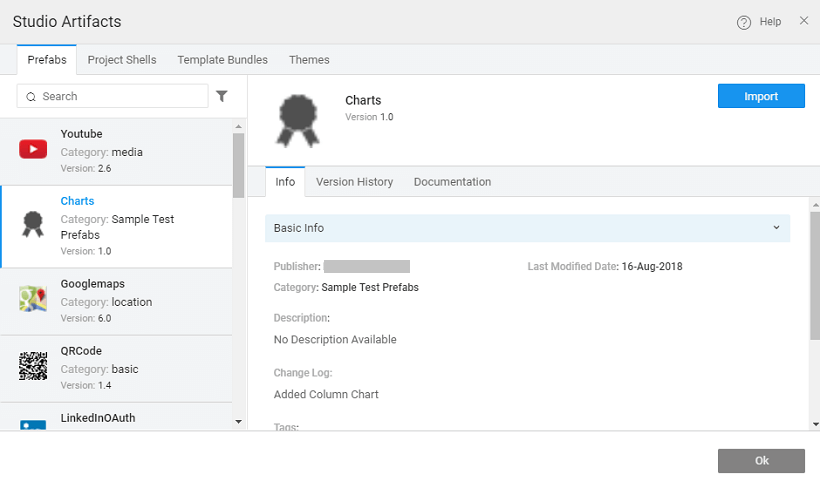 Studio Artifacts
Help
Prefabs
Project Shells
Template Bundles
Themes
Search
Youtube
Category: media
Version: 2.6
Charts
Category: Sample Test
Prefabs
Version: 1.0
Googlemaps
Category: location
Version: 6.0
QRCode
Category: basic
Version: 1.4
LinkedInOAuth
Charts
Version 1.0
Import
Info
Version History
Documentation
Basic Info
Publisher:
Last Modified Date: 16-Aug-2018
Category: Sample Test Prefabs
Description:
No Description Available
Change Log:
Added Column Chart
Tags:
Ok